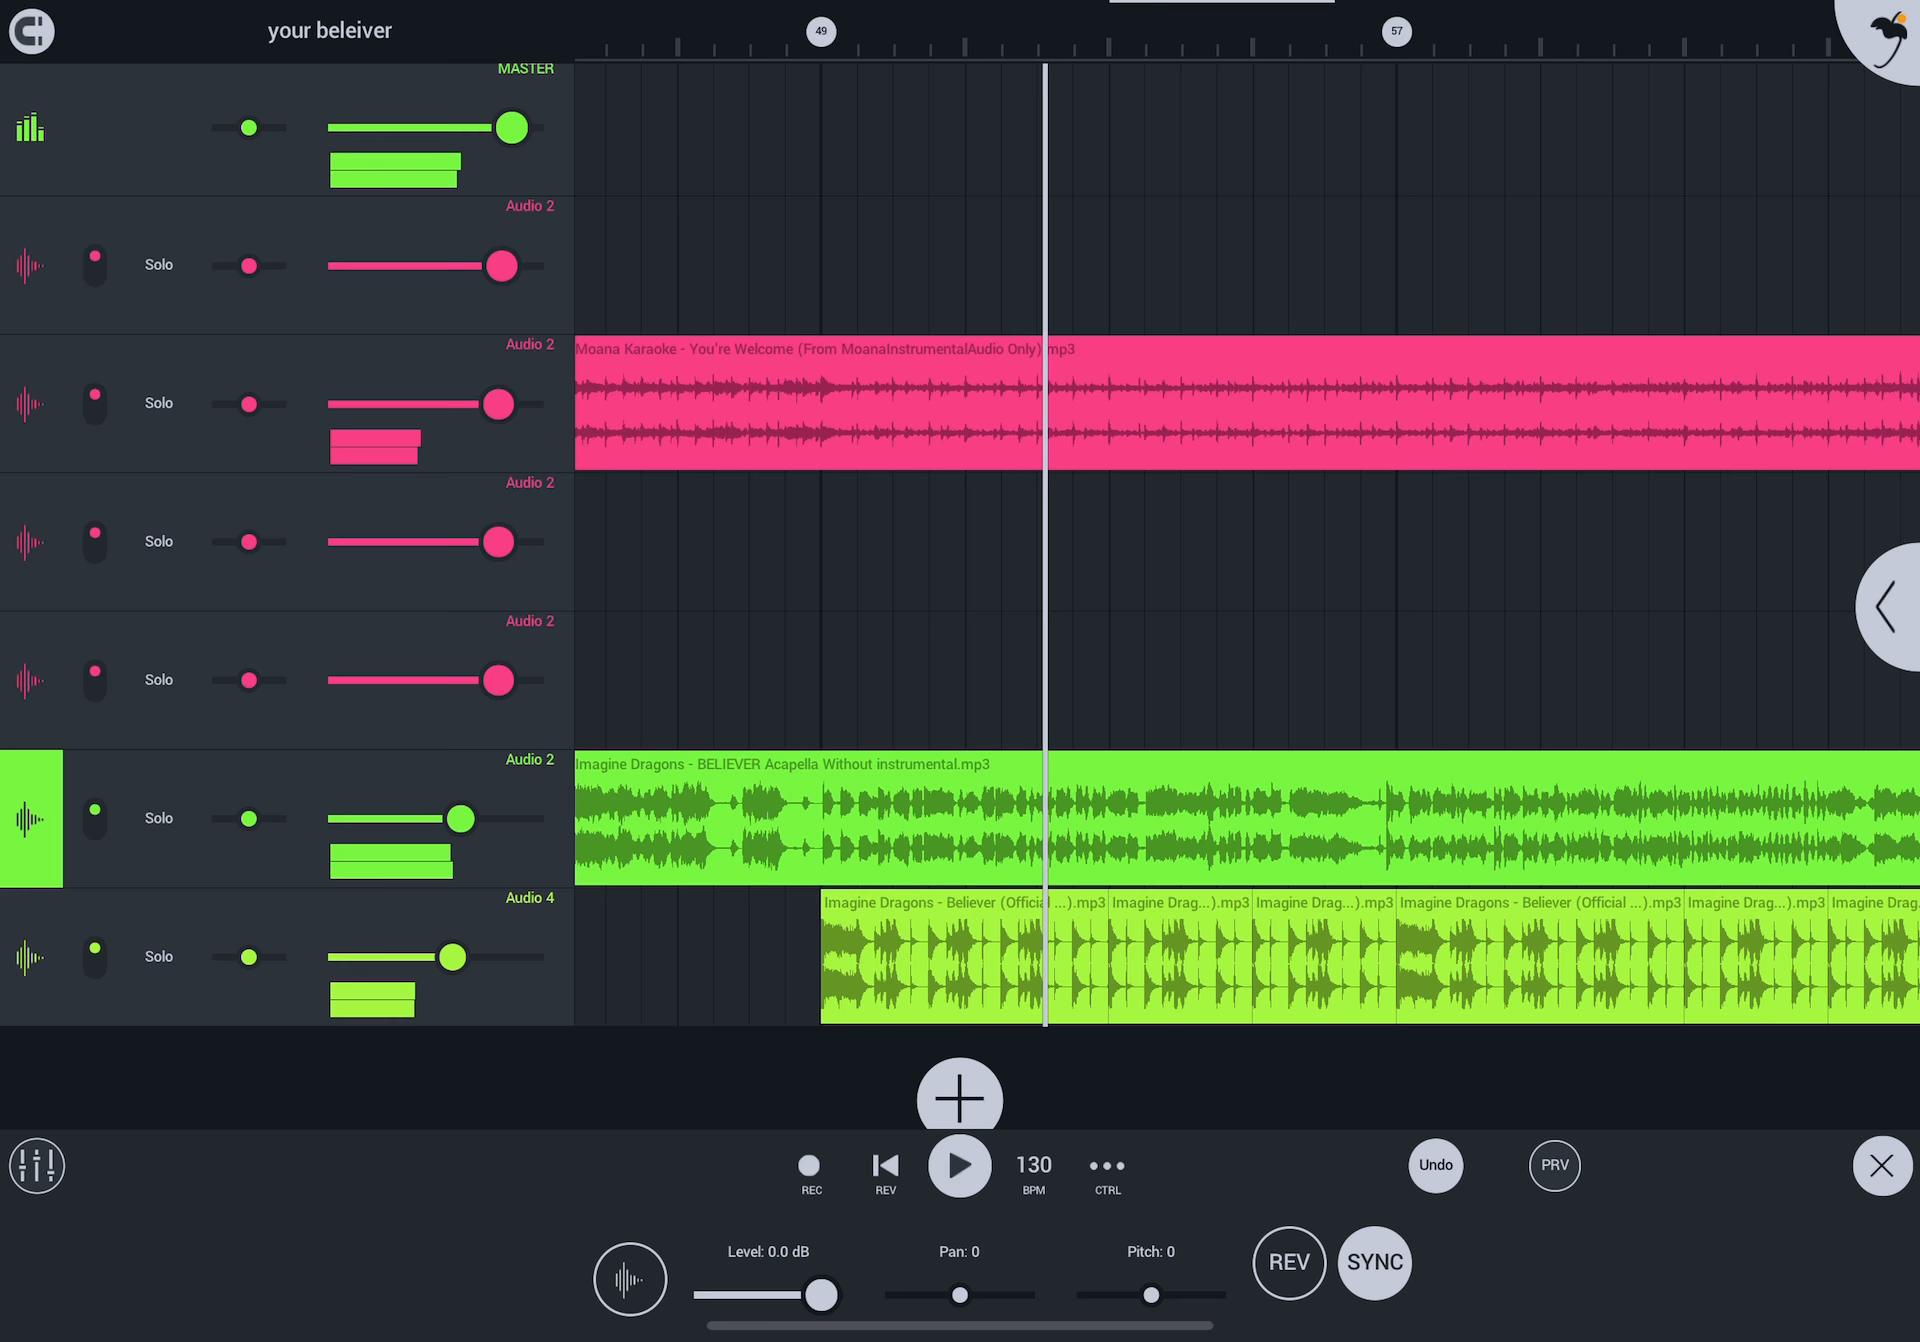 your beleiver
49
57
MASTER
Audio 2
Solo
Audio 2
Solo
Moana Karaoke - You're Welcome (From MoanaInstrumentalAudio Only).mp3
Audio 2
Solo
Audio 2
Solo
Audio 2
Solo
Imagine Dragons - BELIEVER Acapella Without instrumental.mp3
Audio 4
Solo
Imagine Dragons - Believer (Official ...).mp3
Imagine Drag...).mp3
Imagine Drag...).mp3
Imagine Dragons - Believer (Official ...).mp3
Imagine Drag...).mp3
Imagine Drag
REC
REV
130
BPM
CTRL
Undo
PRV
Level: 0.0 dB
Pan: 0
Pitch: 0
REV
SYNC